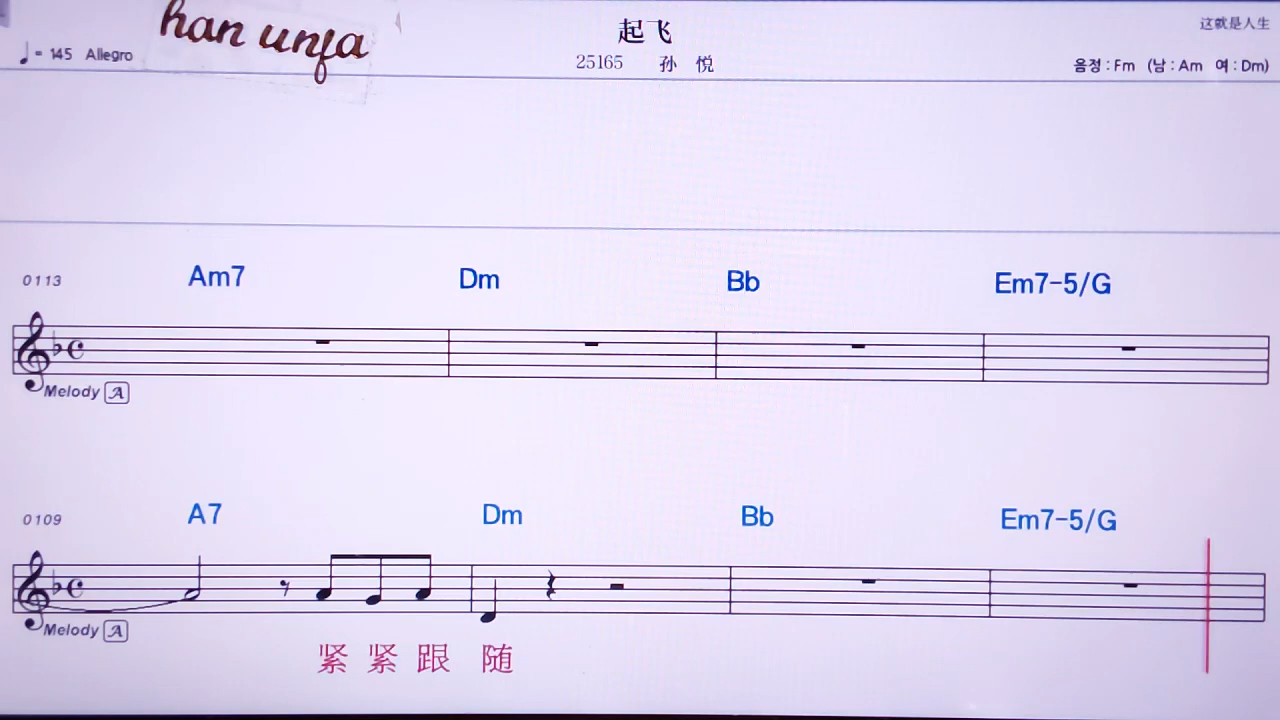 han unfa
起飞
这就是人生
♩= 145 Allegro
25165 孙 悦
음정 : Fm (남 : Am 여 : Dm)
0113 Am7 Dm Bb Em7-5/G
Melody A
0109 A7 Dm Bb Em7-5/G
Melody A
紧 紧 跟 随